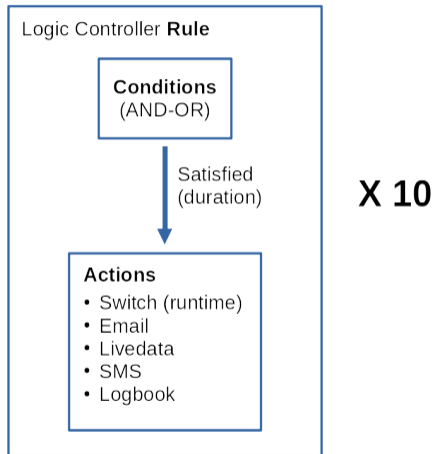 Logic Controller Rule
Conditions
(AND-OR)
Satisfied
(duration)
X 10
Actions
• Switch (runtime)
• Email
• Livedata
• SMS
• Logbook